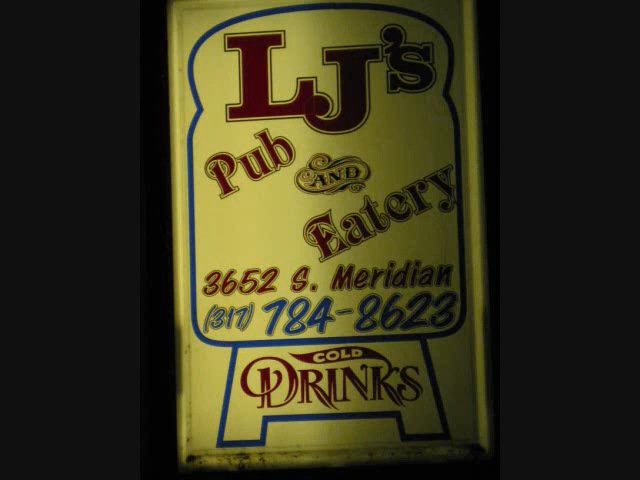 LJ's
Pub
AND
Eatery
3652 S. Meridian
(317) 784-8623
COLD
DRINKS